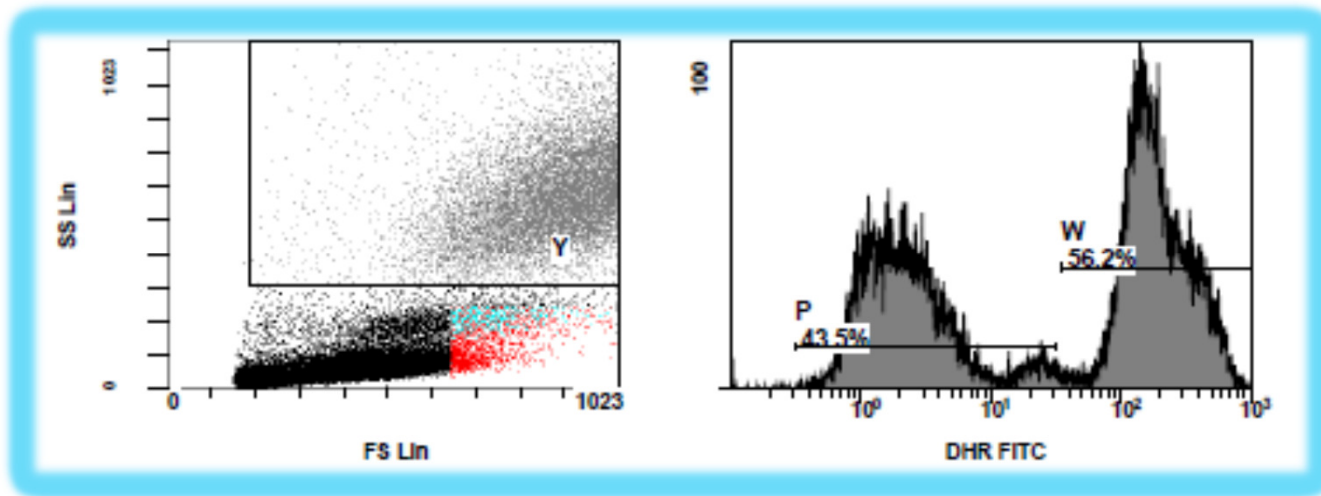 1023
SS Lin
0
Y
0
1023
FS Lin
100
W
56.2%
P
43.5%
10⁰
10¹
10²
10³
DHR FITC